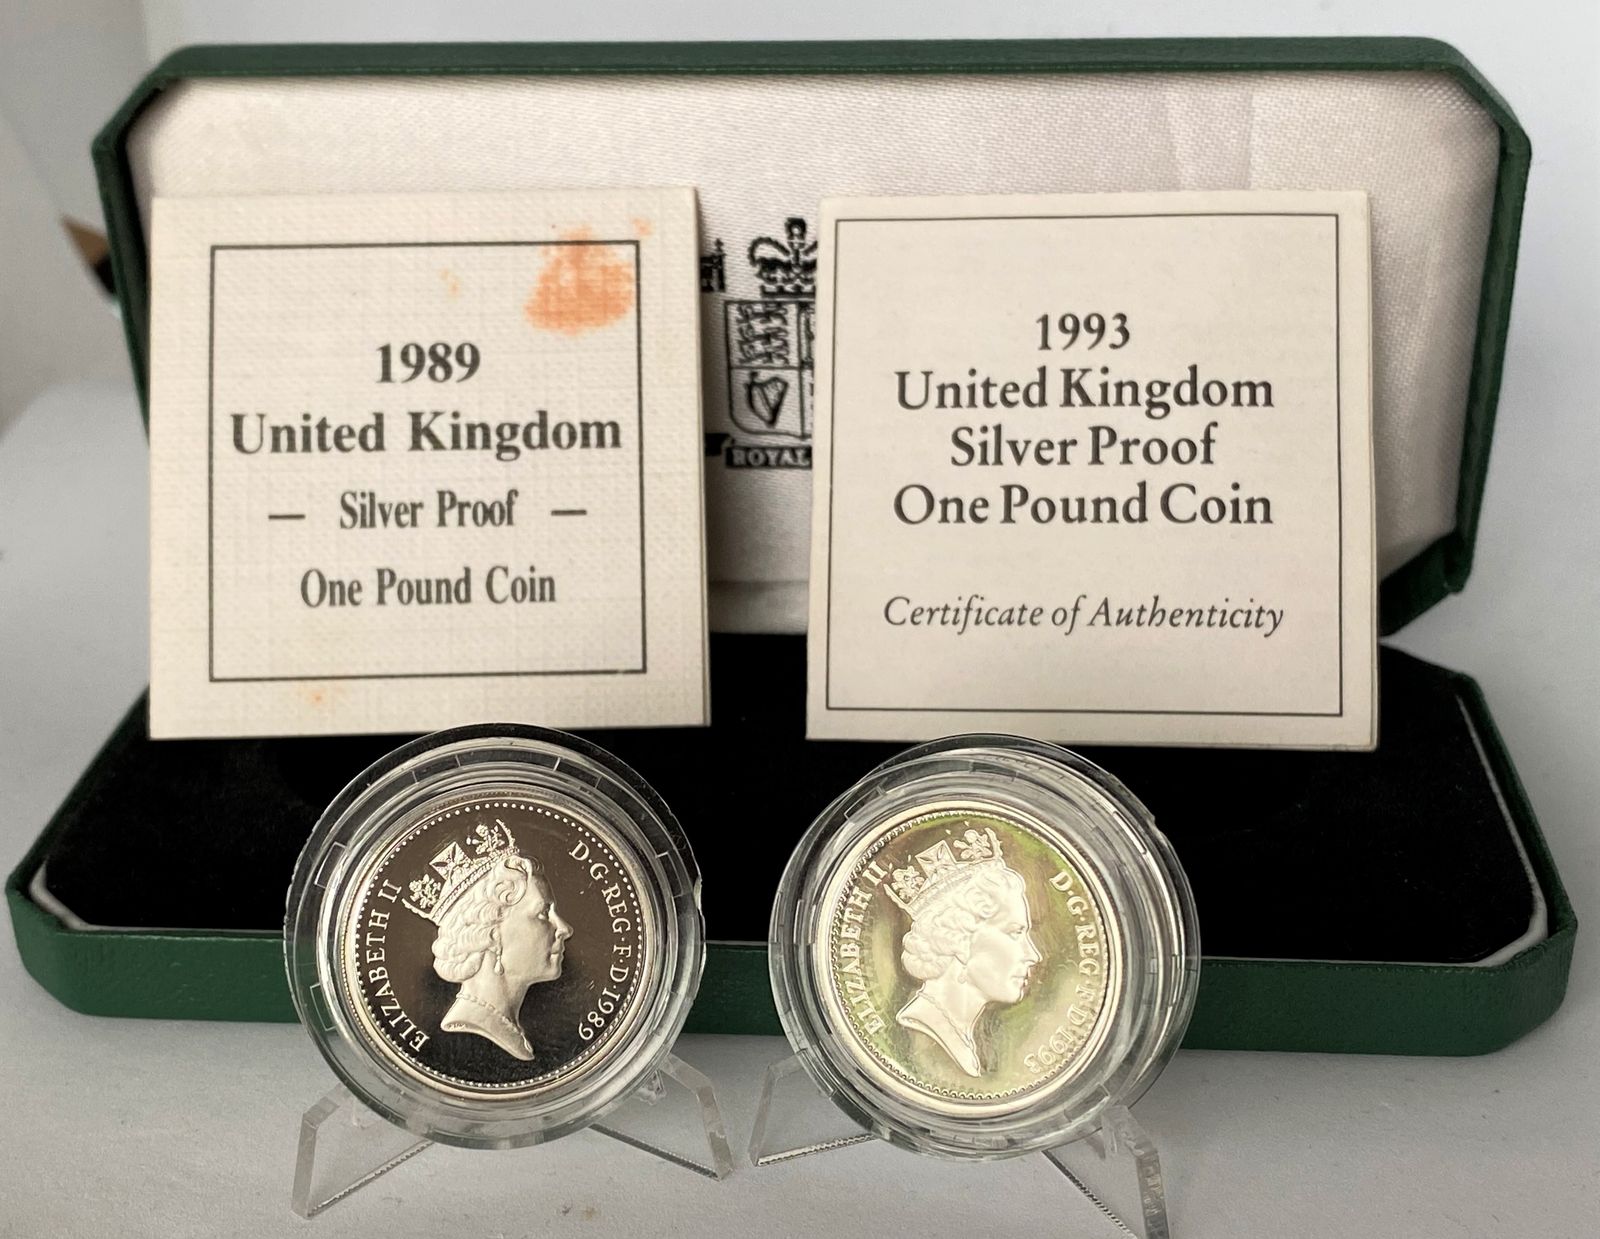 1989
United Kingdom
— Silver Proof —
One Pound Coin
ROYAL
1993
United Kingdom
Silver Proof
One Pound Coin
Certificate of Authenticity
ELIZABETH II D·G·REG·F·D·1989
ELIZABETH II D·G·REG·F·D·1993